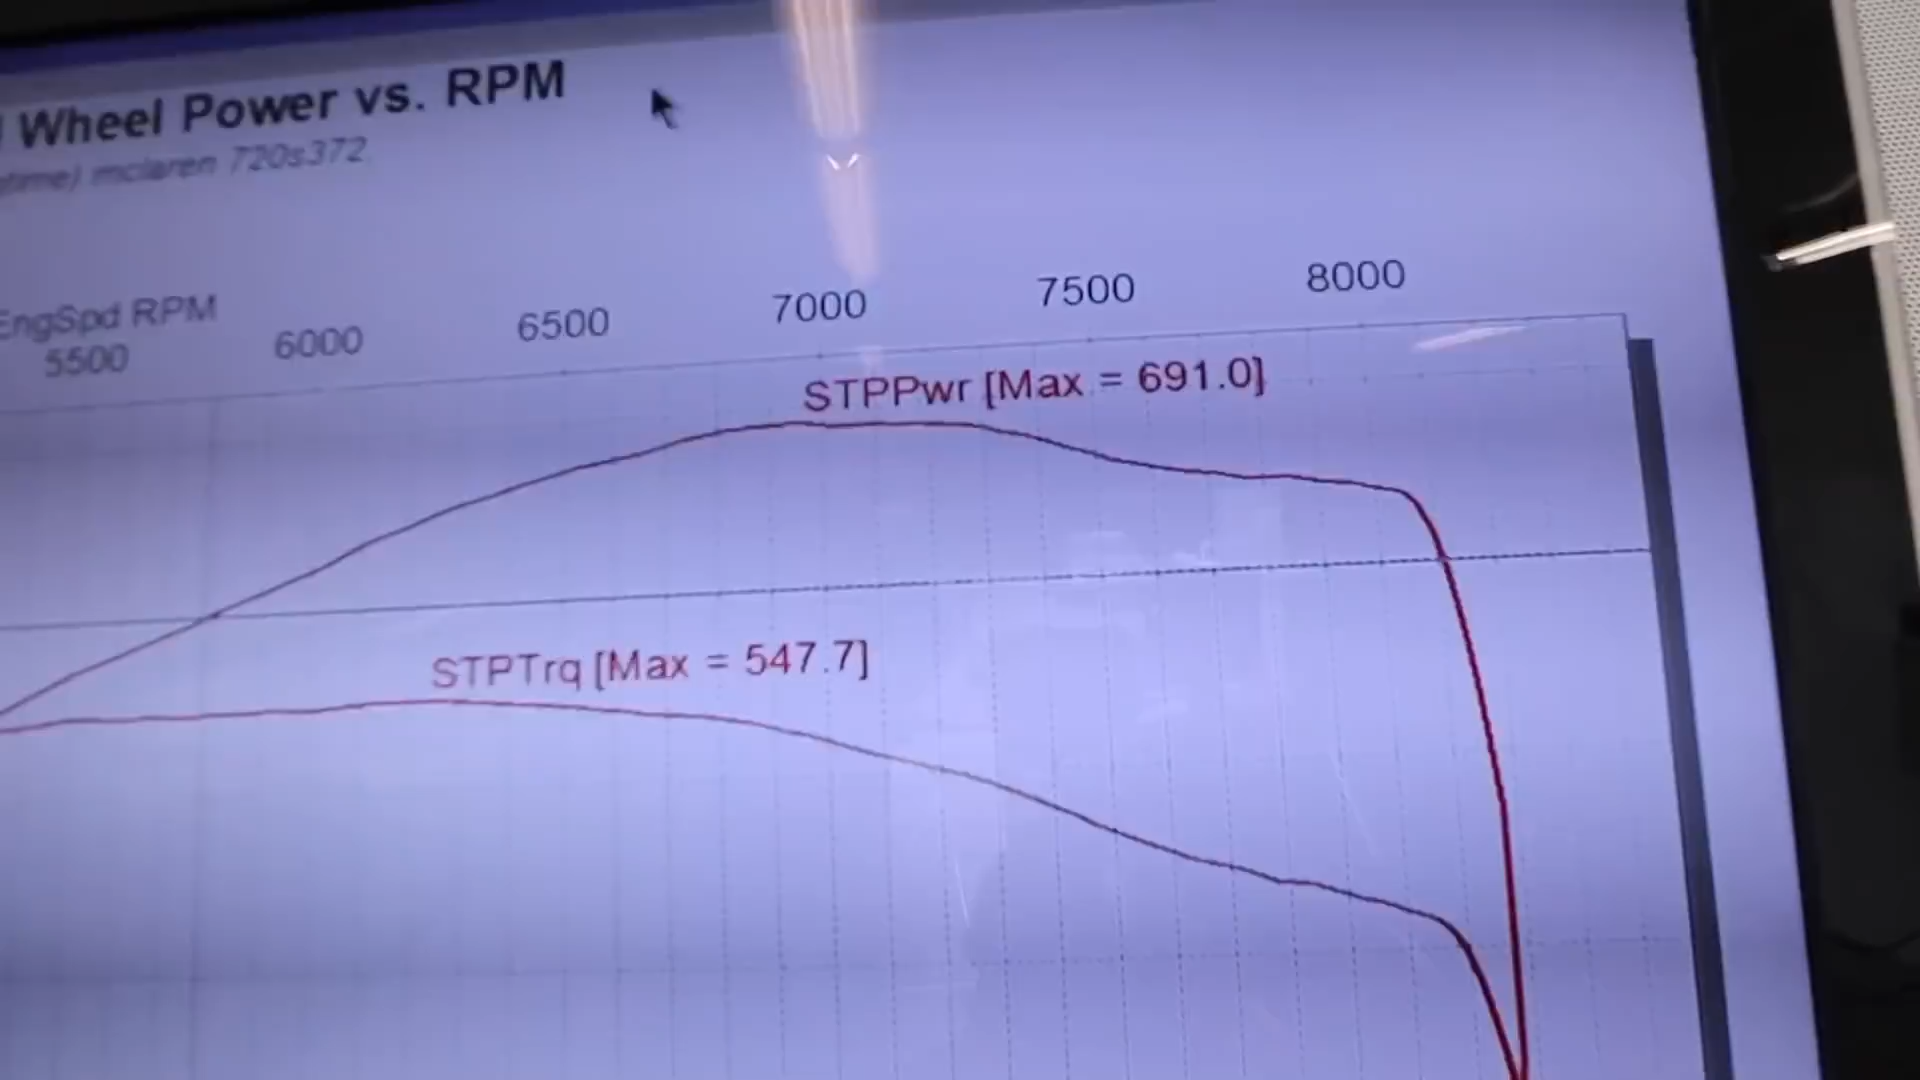 Wheel Power vs. RPM
mclaren 720s372
EngSpd RPM
5500 6000 6500 7000 7500 8000
STPPwr [Max = 691.0]
STPTrq [Max = 547.7]